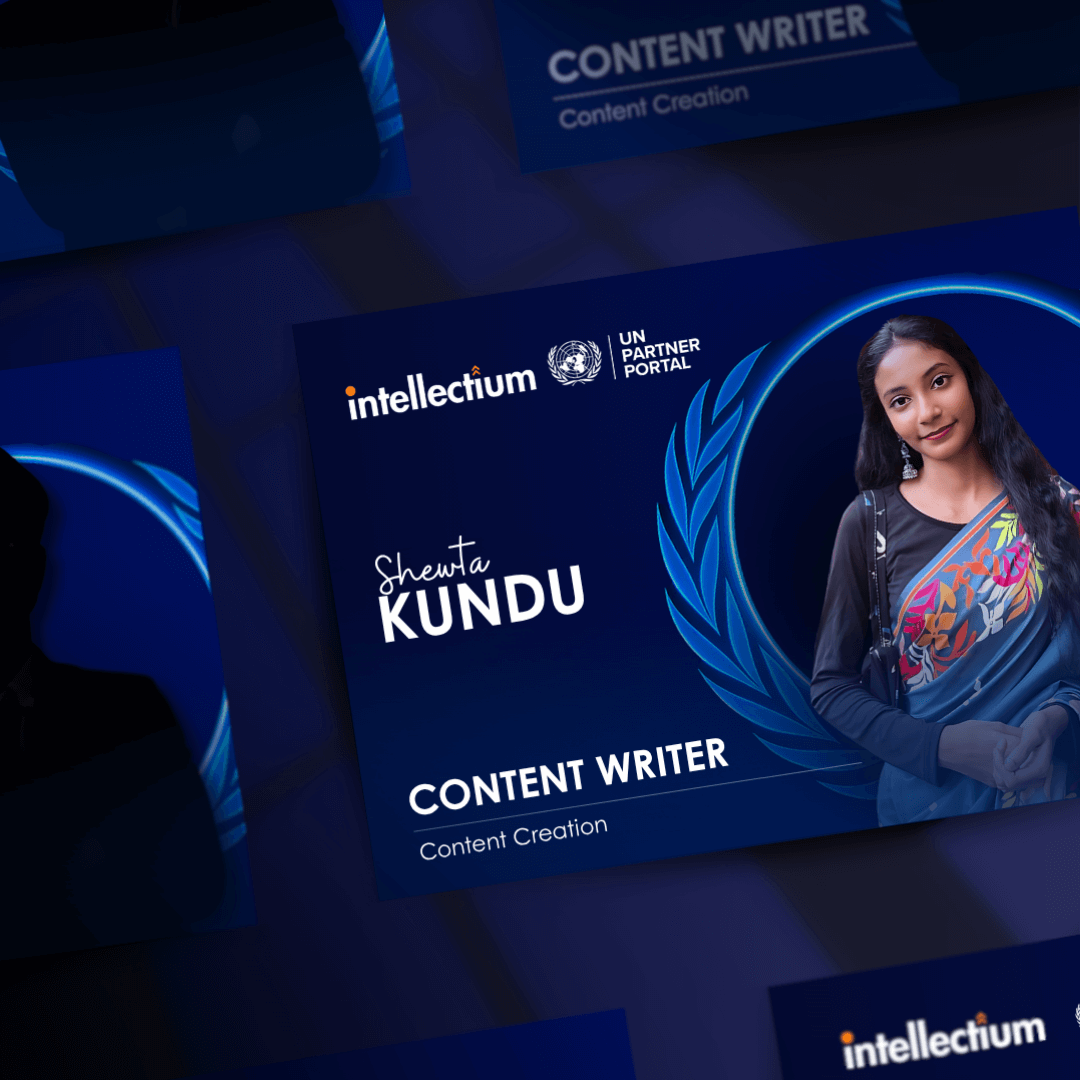 CONTENT WRITER
Content Creation
intellectium
UN
PARTNER
PORTAL
Shewta
KUNDU
CONTENT WRITER
Content Creation
intellectium